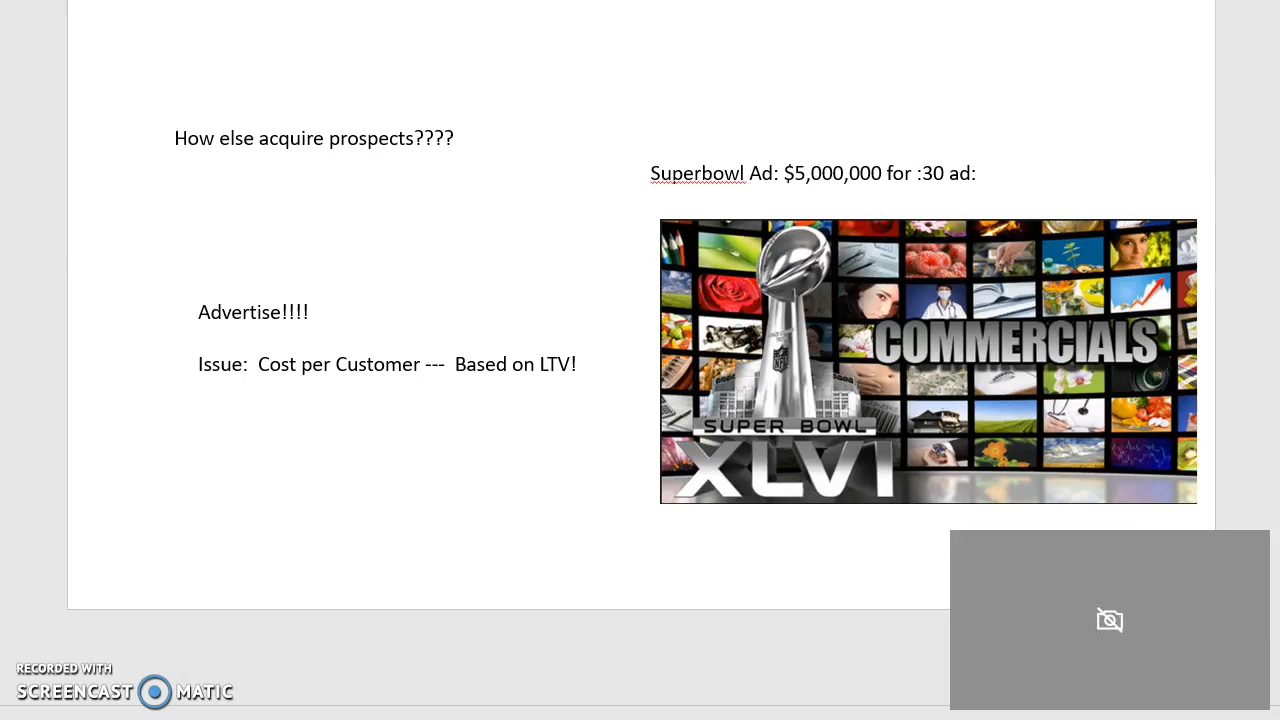 How else acquire prospects????
Superbowl Ad: $5,000,000 for :30 ad:
Advertise!!!!
Issue:  Cost per Customer ---  Based on LTV!
COMMERCIALS
NFL
SUPER BOWL
XLVI
RECORDED WITH
SCREENCAST MATIC